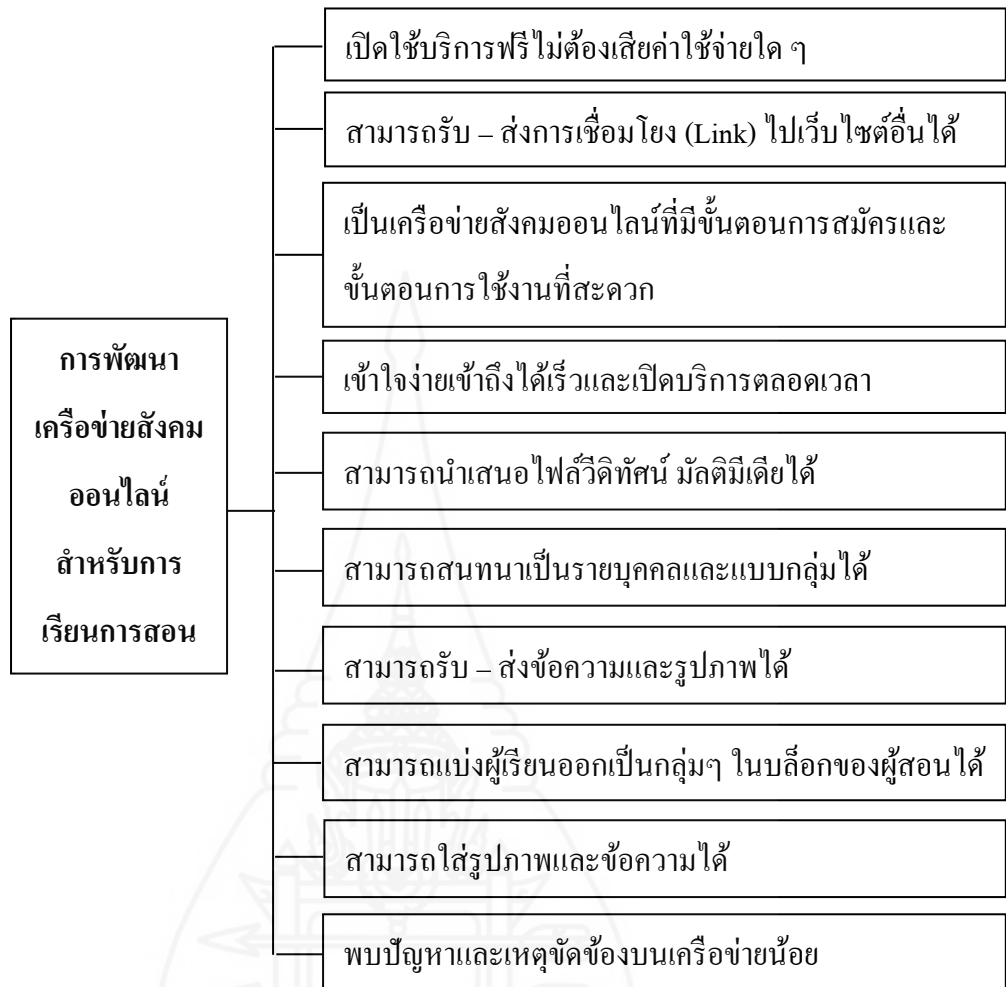 เปิดใช้บริการฟรีไม่ต้องเสียค่าใช้จ่ายใด ๆ
สามารถรับ – ส่งการเชื่อมโยง (Link) ไปเว็บไซต์อื่นได้
เป็นเครือข่ายสังคมออนไลน์ที่มีขั้นตอนการสมัครและ
ขั้นตอนการใช้งานที่สะดวก
การพัฒนา
เครือข่ายสังคม
ออนไลน์
สำหรับการ
เรียนการสอน
เข้าใจง่ายเข้าถึงได้เร็วและเปิดบริการตลอดเวลา
สามารถนำเสนอไฟล์วีดิทัศน์ มัลติมีเดียได้
สามารถสนทนาเป็นรายบุคคลและแบบกลุ่มได้
สามารถรับ – ส่งข้อความและรูปภาพได้
สามารถแบ่งผู้เรียนออกเป็นกลุ่มๆ ในบล็อกของผู้สอนได้
สามารถใส่รูปภาพและข้อความได้
พบปัญหาและเหตุขัดข้องบนเครือข่ายน้อย